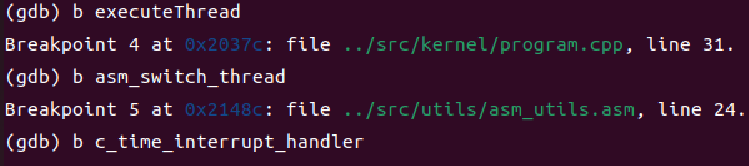 (gdb) b executeThread
Breakpoint 4 at 0x2037c: file ../src/kernel/program.cpp, line 31.
(gdb) b asm_switch_thread
Breakpoint 5 at 0x2148c: file ../src/utils/asm_utils.asm, line 24.
(gdb) b c_time_interrupt_handler